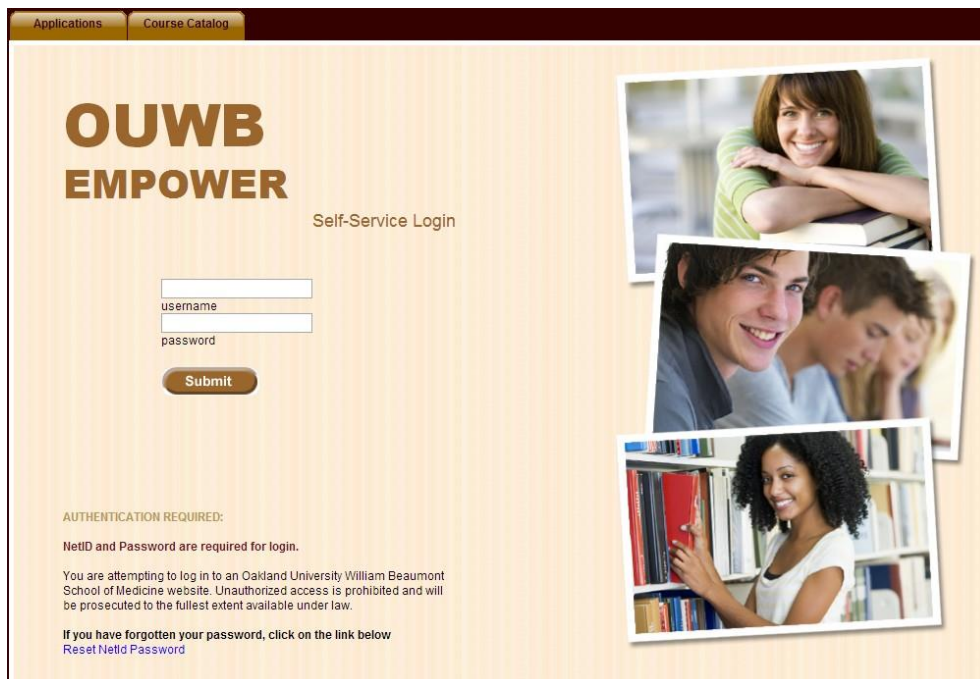 Applications
Course Catalog
OUWB
EMPOWER
Self-Service Login
username
password
Submit
AUTHENTICATION REQUIRED:
NetID and Password are required for login.
You are attempting to log in to an Oakland University William Beaumont
School of Medicine website. Unauthorized access is prohibited and will
be prosecuted to the fullest extent available under law.
If you have forgotten your password, click on the link below
Reset NetId Password